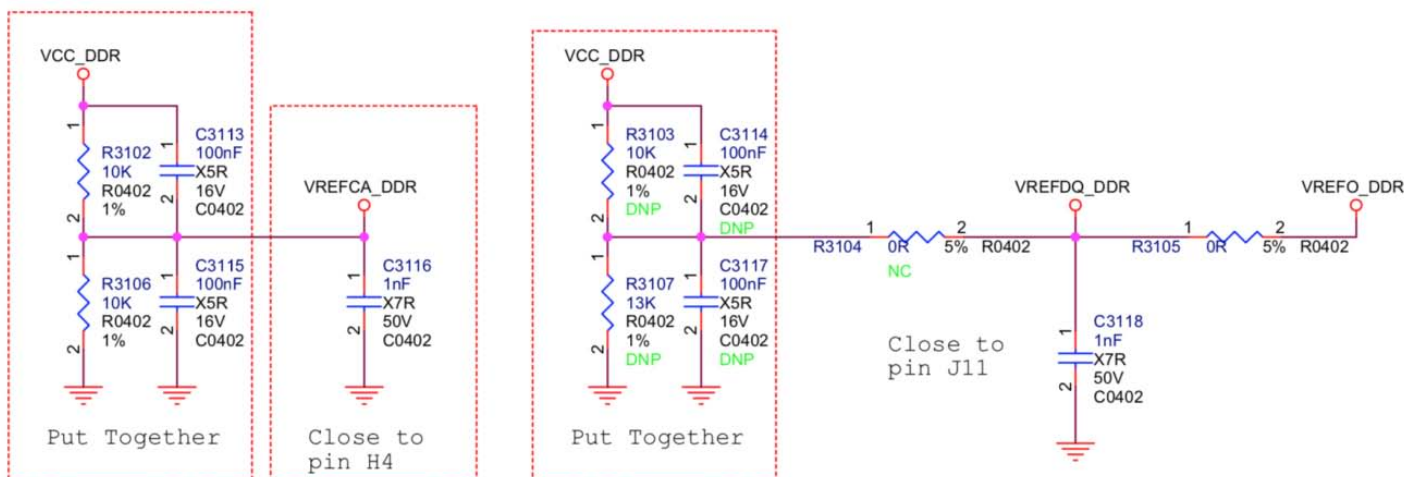 VCC_DDR
1
R3102
10K
R0402
1%
2
1
C3113
100nF
X5R
16V
C0402
2
1
R3106
10K
R0402
1%
2
1
C3115
100nF
X5R
16V
C0402
2
Put Together
VREFCA_DDR
1
C3116
1nF
X7R
50V
C0402
2
Close to
pin H4
VCC_DDR
1
R3103
10K
R0402
1%
DNP
2
1
C3114
100nF
X5R
16V
C0402
DNP
2
1
R3107
13K
R0402
1%
DNP
2
1
C3117
100nF
X5R
16V
C0402
DNP
2
Put Together
1 2
R3104 0R 5% R0402
NC
VREFDQ_DDR
1 2
R3105 0R 5% R0402
VREFO_DDR
Close to
pin J11
1
C3118
1nF
X7R
50V
C0402
2